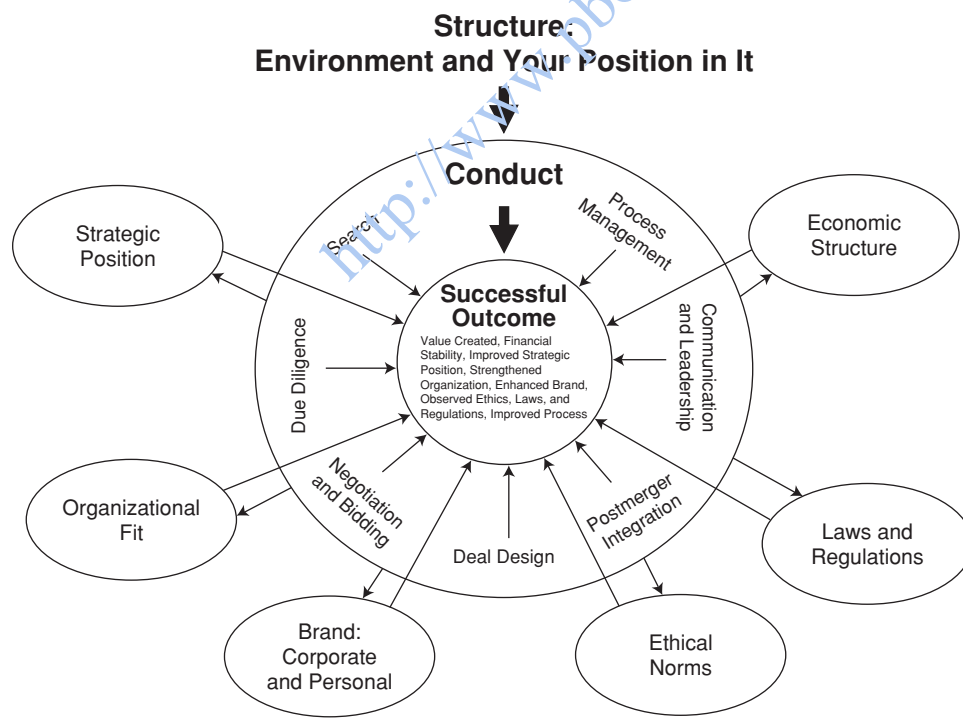 Structure:
Environment and Your Position in It
Conduct
Search
Process
Management
Strategic
Position
Economic
Structure
Successful
Outcome
Value Created, Financial
Stability, Improved Strategic
Position, Strengthened
Organization, Enhanced Brand,
Observed Ethics, Laws, and
Regulations, Improved Process
Due Diligence
Communication
and Leadership
Organizational
Fit
Negotiation
and Bidding
Deal Design
Postmerger
Integration
Laws and
Regulations
Brand:
Corporate
and Personal
Ethical
Norms